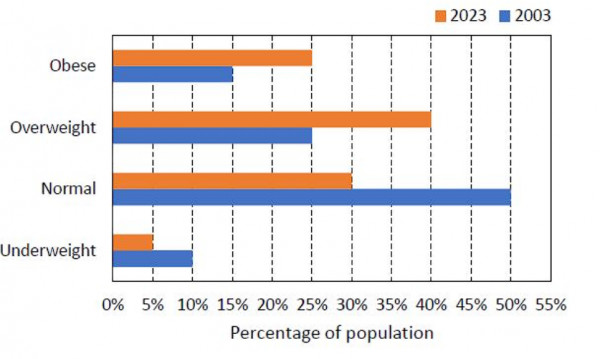 2023 2003
Obese
Overweight
Normal
Underweight
0% 5% 10% 15% 20% 25% 30% 35% 40% 45% 50% 55%
Percentage of population